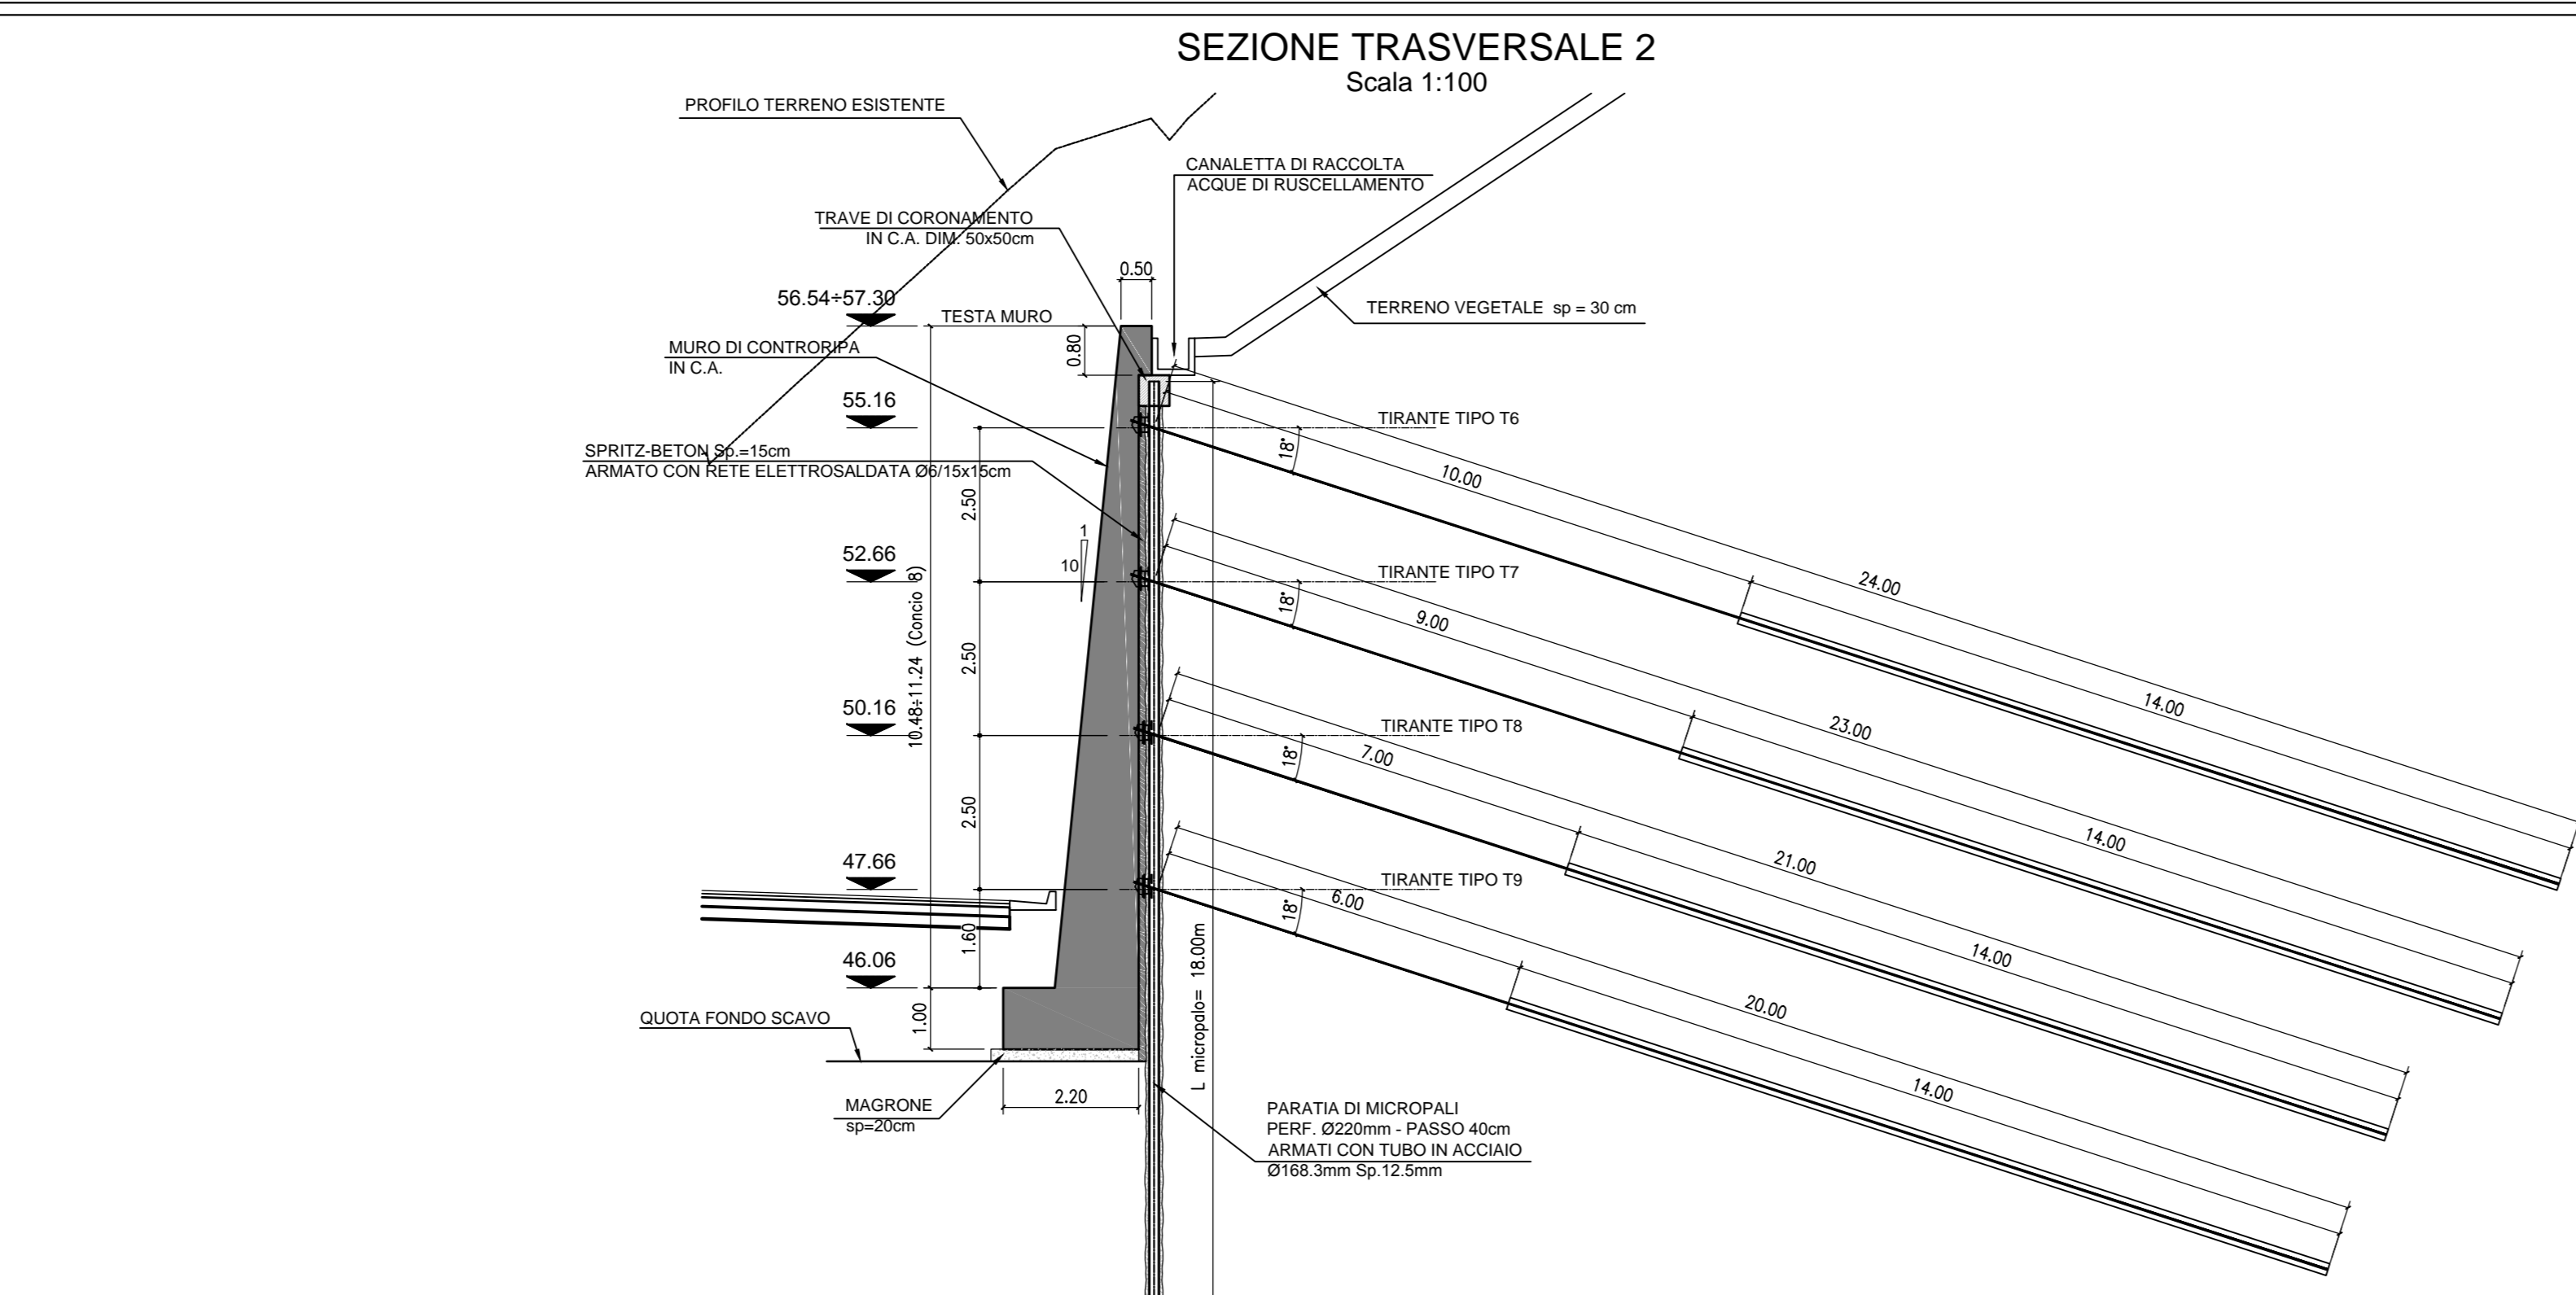 SEZIONE TRASVERSALE 2
Scala 1:100
PROFILO TERRENO ESISTENTE
CANALETTA DI RACCOLTA
ACQUE DI RUSCELLAMENTO
TRAVE DI CORONAMENTO
IN C.A. DIM. 50x50cm
0.50
56.54÷57.30
TESTA MURO
TERRENO VEGETALE sp = 30 cm
0.80
MURO DI CONTRORIPA
IN C.A.
55.16
TIRANTE TIPO T6
18°
10.00
24.00
14.00
SPRITZ-BETON Sp.=15cm
ARMATO CON RETE ELETTROSALDATA Ø6/15x15cm
2.50
1
10
52.66
TIRANTE TIPO T7
18°
9.00
23.00
14.00
10.48÷11.24 (Concio 8)
2.50
50.16
TIRANTE TIPO T8
18°
7.00
21.00
14.00
2.50
47.66
TIRANTE TIPO T9
18°
6.00
20.00
14.00
1.60
46.06
1.00
QUOTA FONDO SCAVO
L micropalo= 18.00m
2.20
MAGRONE
sp=20cm
PARATIA DI MICROPALI
PERF. Ø220mm - PASSO 40cm
ARMATI CON TUBO IN ACCIAIO
Ø168.3mm Sp.12.5mm